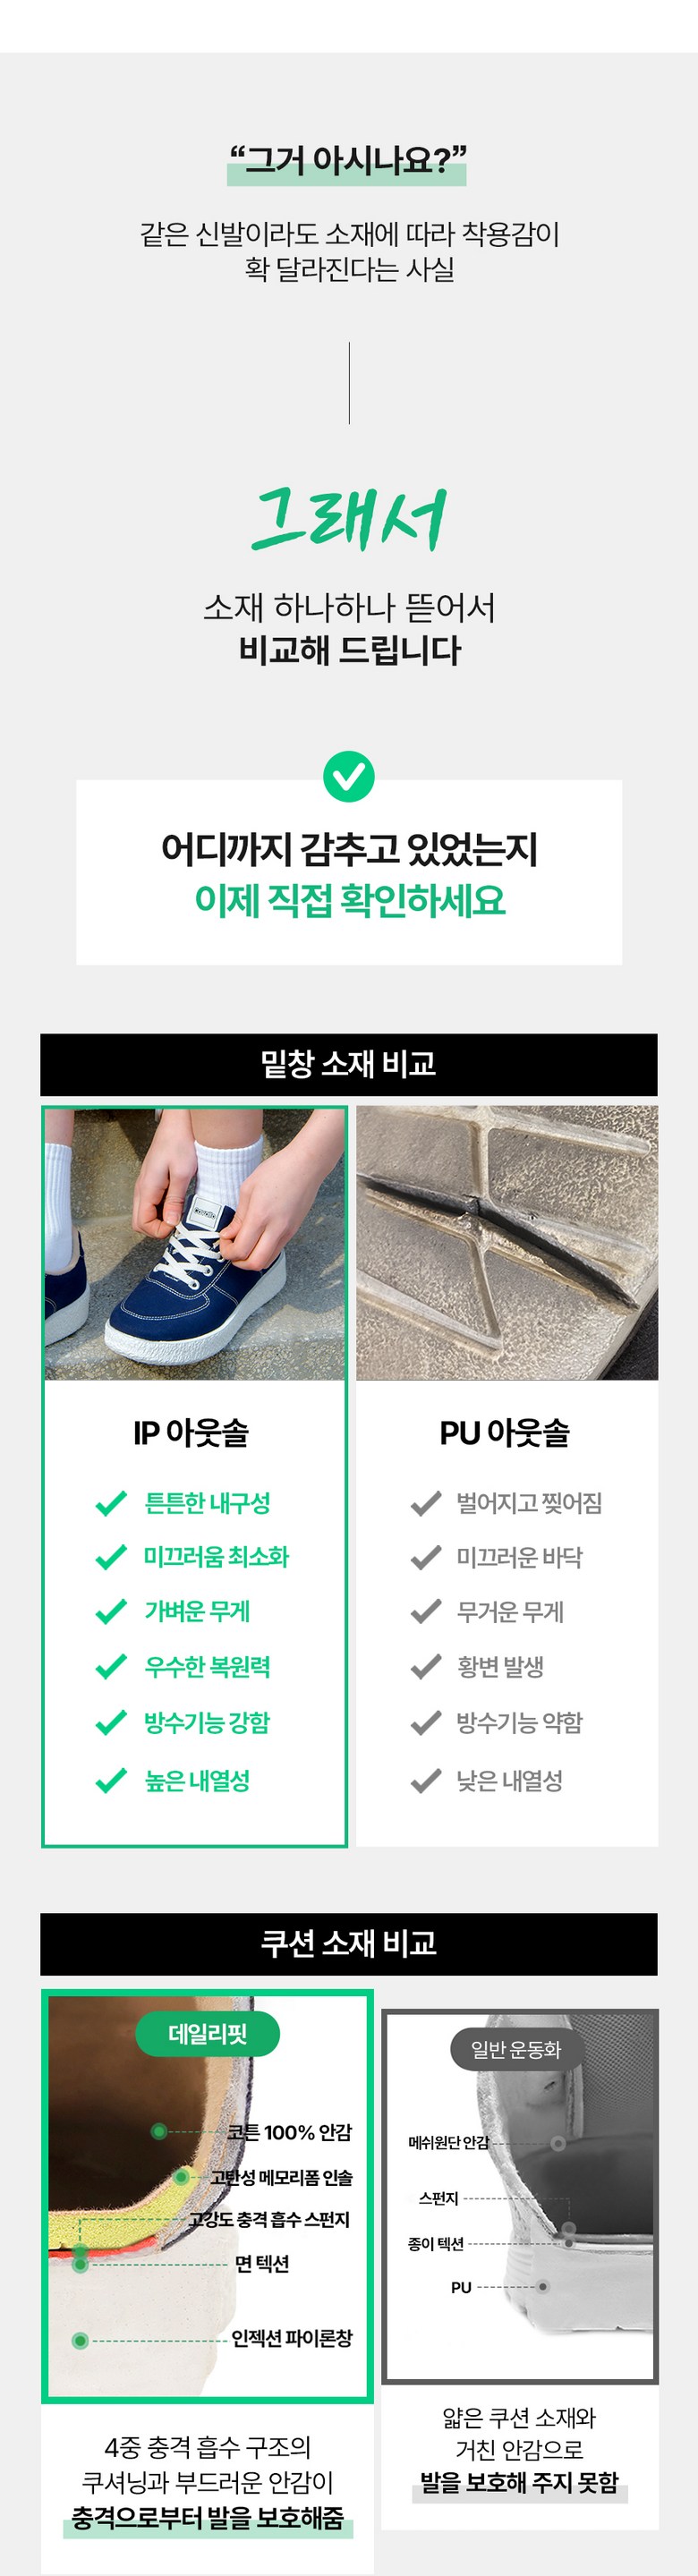 “그거 아시나요?”
같은 신발이라도 소재에 따라 착용감이
확 달라진다는 사실
그래서
소재 하나하나 뜯어서
비교해 드립니다
어디까지 감추고 있었는지
이제 직접 확인하세요
밑창 소재 비교
IP 아웃솔
튼튼한 내구성
미끄러움 최소화
가벼운 무게
우수한 복원력
방수기능 강함
높은 내열성
PU 아웃솔
벌어지고 찢어짐
미끄러운 바닥
무거운 무게
황변 발생
방수기능 약함
낮은 내열성
쿠션 소재 비교
데일리핏
코튼 100% 안감
고탄성 메모리폼 인솔
고강도 충격 흡수 스펀지
면 텍션
인젝션 파이론창
4중 충격 흡수 구조의
쿠셔닝과 부드러운 안감이
충격으로부터 발을 보호해줌
일반 운동화
메쉬원단 안감
스펀지
종이 텍션
PU
얇은 쿠션 소재와
거친 안감으로
발을 보호해 주지 못함